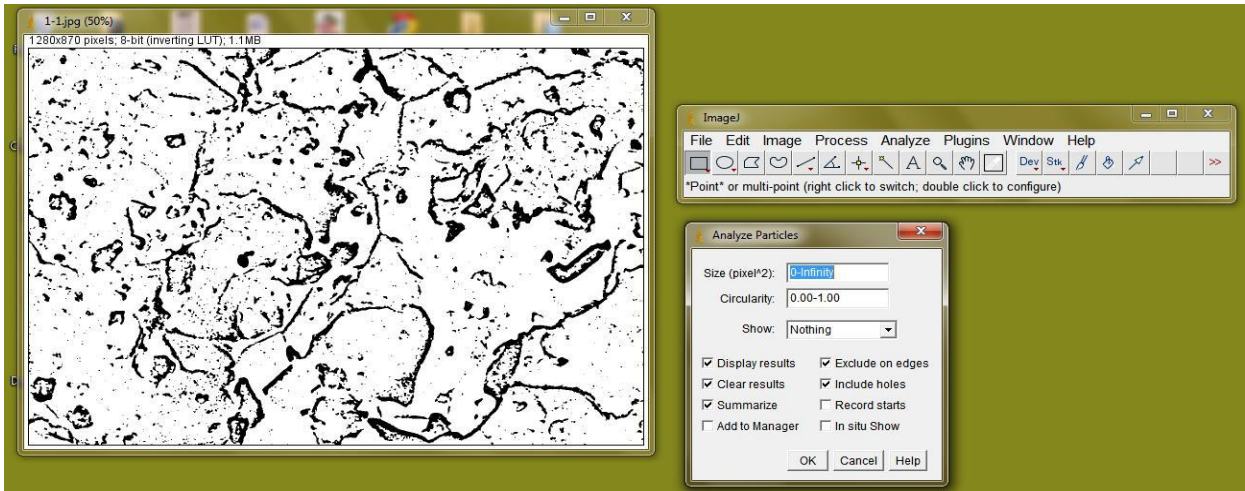 1-1.jpg (50%)
1280x870 pixels; 8-bit (inverting LUT); 1.1MB
ImageJ
File Edit Image Process Analyze Plugins Window Help
Dev Stk >>
*Point* or multi-point (right click to switch; double click to configure)
Analyze Particles
Size (pixel^2): 0-Infinity
Circularity: 0.00-1.00
Show: Nothing
Display results Exclude on edges
Clear results Include holes
Summarize Record starts
Add to Manager In situ Show
OK Cancel Help